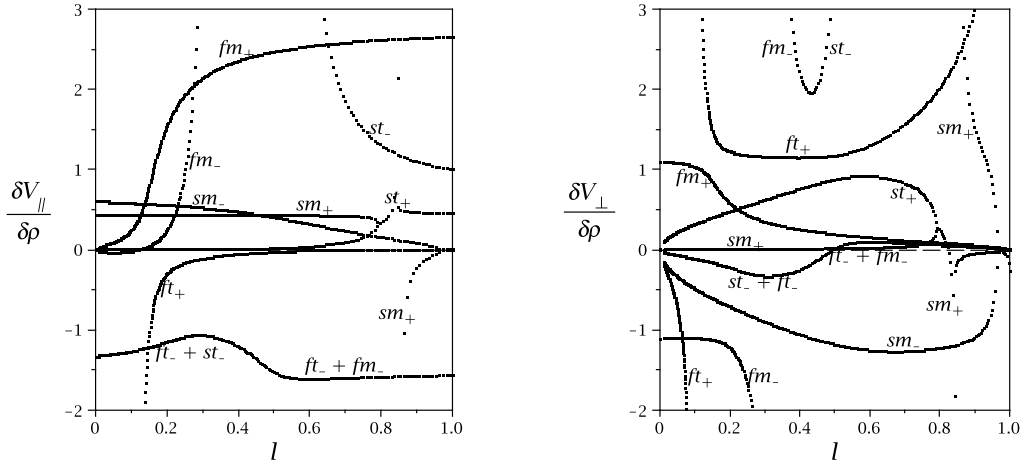 3
2
1
0
−1
−2
0
0.2
0.4
0.6
0.8
1.0
l
δV∥
δρ
fm+
fm-
st-
sm-
sm+
st+
ft+
sm+
ft- + st-
ft- + fm-
3
2
1
0
−1
−2
0
0.2
0.4
0.6
0.8
1.0
l
δV⊥
δρ
fm-
st-
sm+
ft+
fm+
st+
sm+
ft- + fm-
st- + ft-
sm+
sm-
ft+
fm-